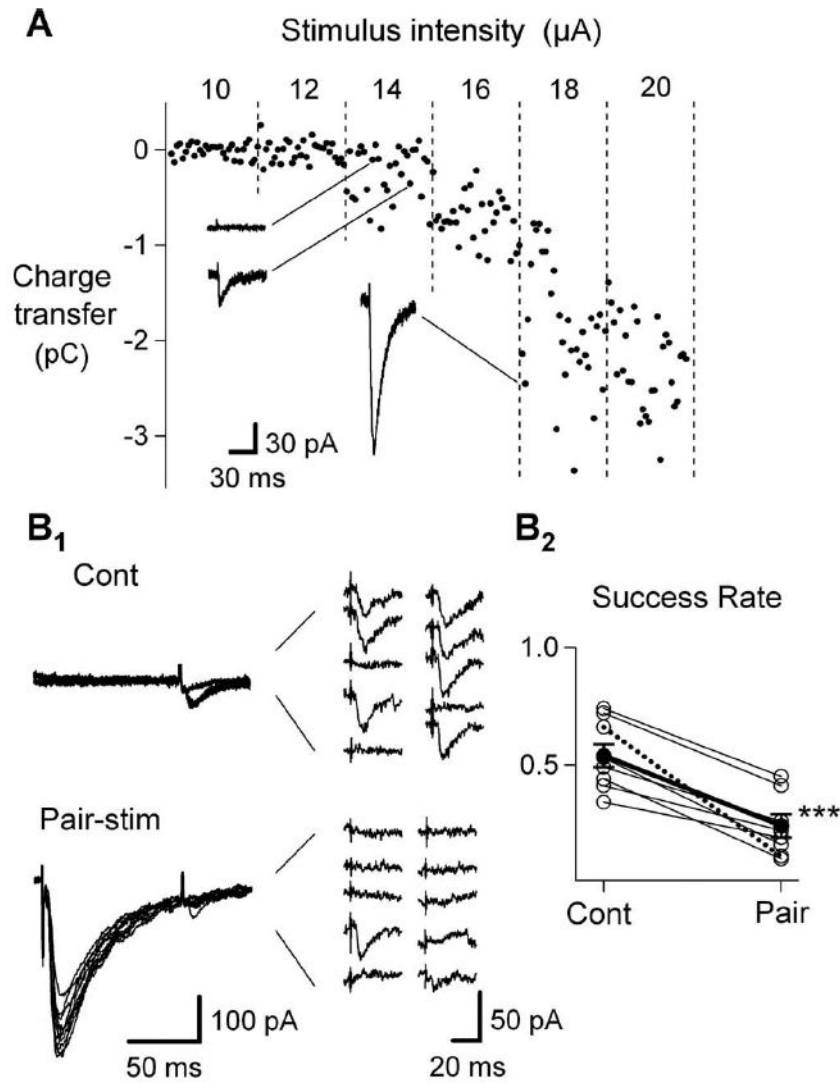 A
Stimulus intensity (µA)
10 12 14 16 18 20
0
-1
Charge
transfer
(pC)
-2
-3
30 pA
30 ms
B1
Cont
B2
Success Rate
1.0
0.5
***
Cont Pair
Pair-stim
100 pA
50 ms
50 pA
20 ms